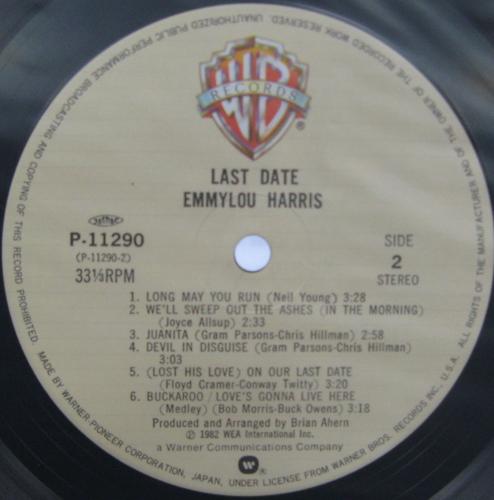 UNAUTHORIZED PUBLIC PERFORMANCE BROADCASTING AND COPYING OF THIS RECORD PROHIBITED.
ALL RIGHTS OF THE MANUFACTURER AND OF THE OWNER OF THE RECORDED WORK RESERVED.
WB
RECORDS
®
LAST DATE
EMMYLOU HARRIS
P-11290
(P-11290-2)
33⅓RPM
SIDE
2
STEREO
1. LONG MAY YOU RUN (Neil Young) 3:28
2. WE'LL SWEEP OUT THE ASHES (IN THE MORNING)
(Joyce Allsup) 2:33
3. JUANITA (Gram Parsons-Chris Hillman) 2:58
4. DEVIL IN DISGUISE (Gram Parsons-Chris Hillman)
3:03
5. (LOST HIS LOVE) ON OUR LAST DATE
(Floyd Cramer-Conway Twitty) 3:20
6. BUCKAROO / LOVE'S GONNA LIVE HERE
(Medley) (Bob Morris-Buck Owens) 3:18
Produced and Arranged by Brian Ahern
Ⓟ 1982 WEA International Inc.
a Warner Communications Company
®
MADE BY WARNER-PIONEER CORPORATION, JAPAN, UNDER LICENSE FROM WARNER BROS. RECORDS INC., U.S.A.